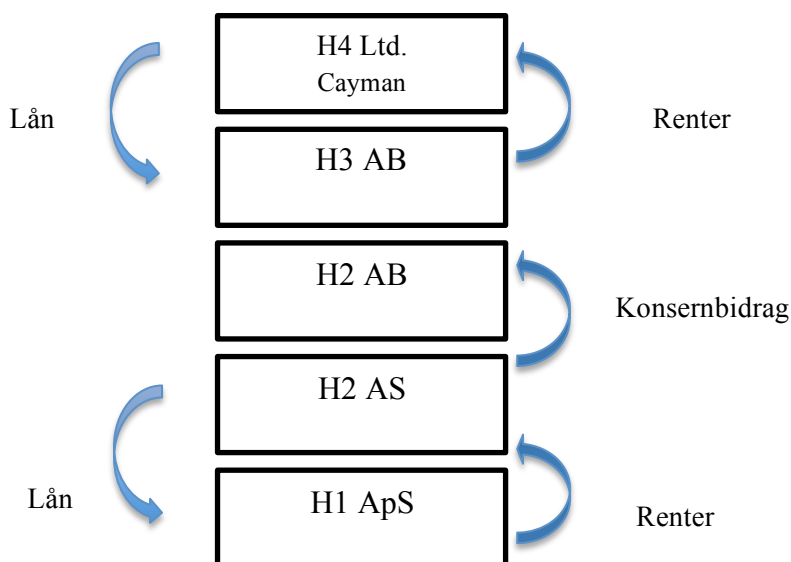 H4 Ltd.
Cayman
Lån
Renter
H3 AB
H2 AB
Konsernbidrag
H2 AS
Lån
H1 ApS
Renter